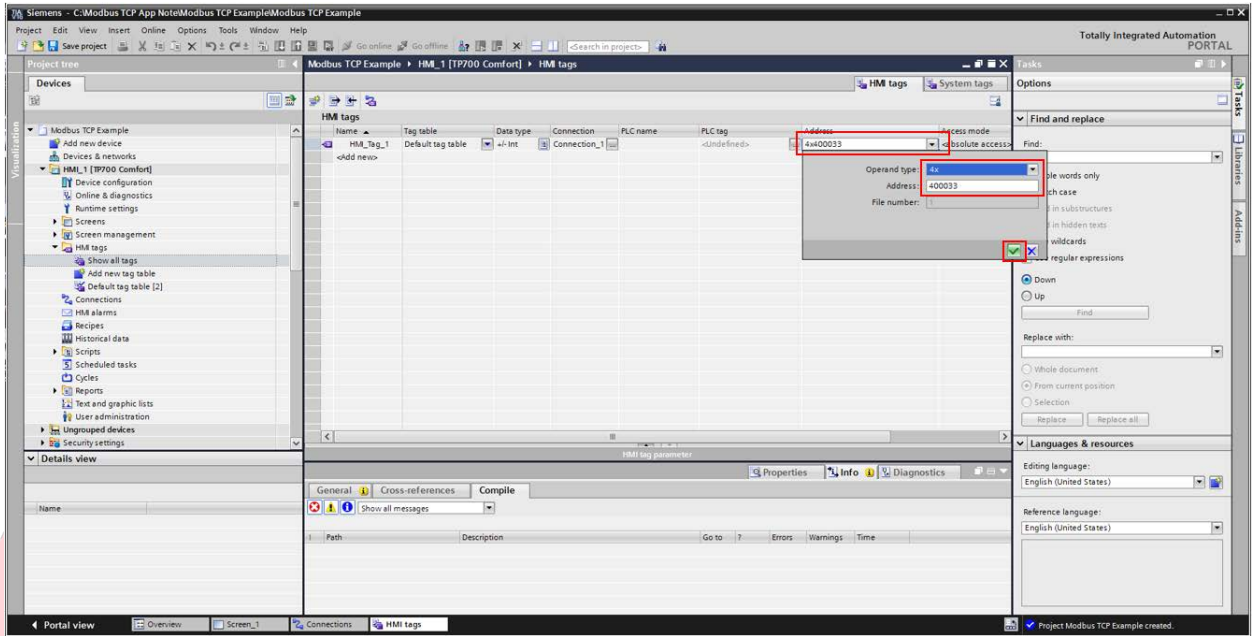 Siemens - C:\Modbus TCP App Note\Modbus TCP Example\Modbus TCP Example
Project Edit View Insert Online Options Tools Window Help
Totally Integrated Automation
PORTAL
Save project Go online Go offline <Search in project>
Project tree
Devices
Modbus TCP Example
Add new device
Devices & networks
HMI_1 [TP700 Comfort]
Device configuration
Online & diagnostics
Runtime settings
Screens
Screen management
HMI tags
Show all tags
Add new tag table
Default tag table [2]
Connections
HMI alarms
Recipes
Historical data
Scripts
Scheduled tasks
Cycles
Reports
Text and graphic lists
User administration
Ungrouped devices
Security settings
Details view
Name
Visualization
Modbus TCP Example HMI_1 [TP700 Comfort] HMI tags
HMI tags System tags
HMI tags
Name Tag table Data type Connection PLC name PLC tag Address Access mode
HMI_Tag_1 Default tag table +/- Int Connection_1 <Undefined> 4x400033 <absolute access>
<Add new>
Operand type: 4x
Address: 400033
File number: 1
HMI tag parameter
Properties Info Diagnostics
General Cross-references Compile
Show all messages
! Path Description Go to ? Errors Warnings Time
Tasks
Options
Find and replace
Find:
words only
case
in substructures
in hidden texts
wildcards
regular expressions
Down
Up
Find
Replace with:
Whole document
From current position
Selection
Replace Replace all
Languages & resources
Editing language:
English (United States)
Reference language:
English (United States)
Tasks
Libraries
Add-ins
Portal view Overview Screen_1 Connections HMI tags Project Modbus TCP Example created.